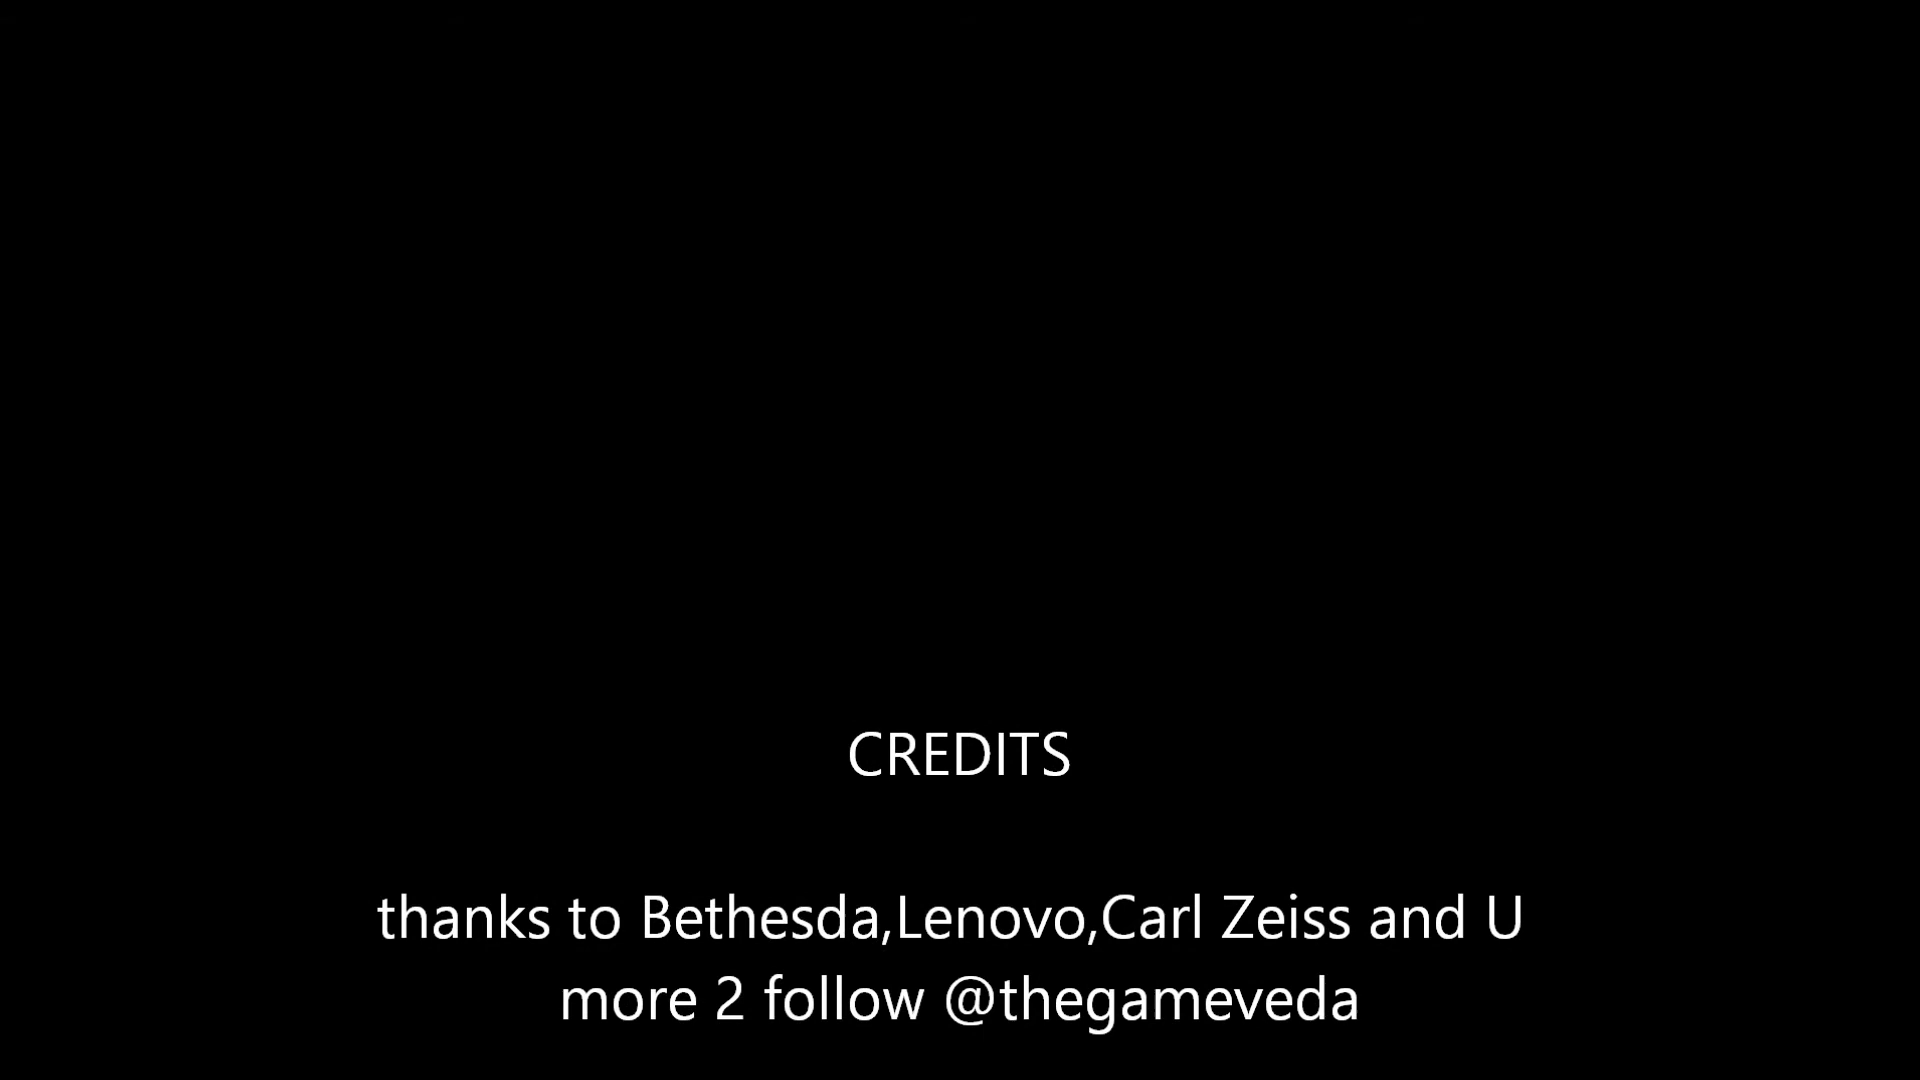 CREDITS
thanks to Bethesda,Lenovo,Carl Zeiss and U
more 2 follow @thegameveda